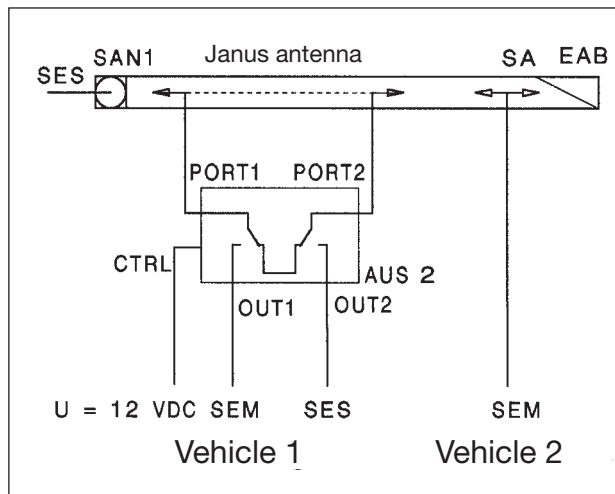 SAN1 Janus antenna SA EAB
SES
PORT1 PORT2
CTRL
AUS 2
OUT1 OUT2
U = 12 VDC SEM SES SEM
Vehicle 1 Vehicle 2